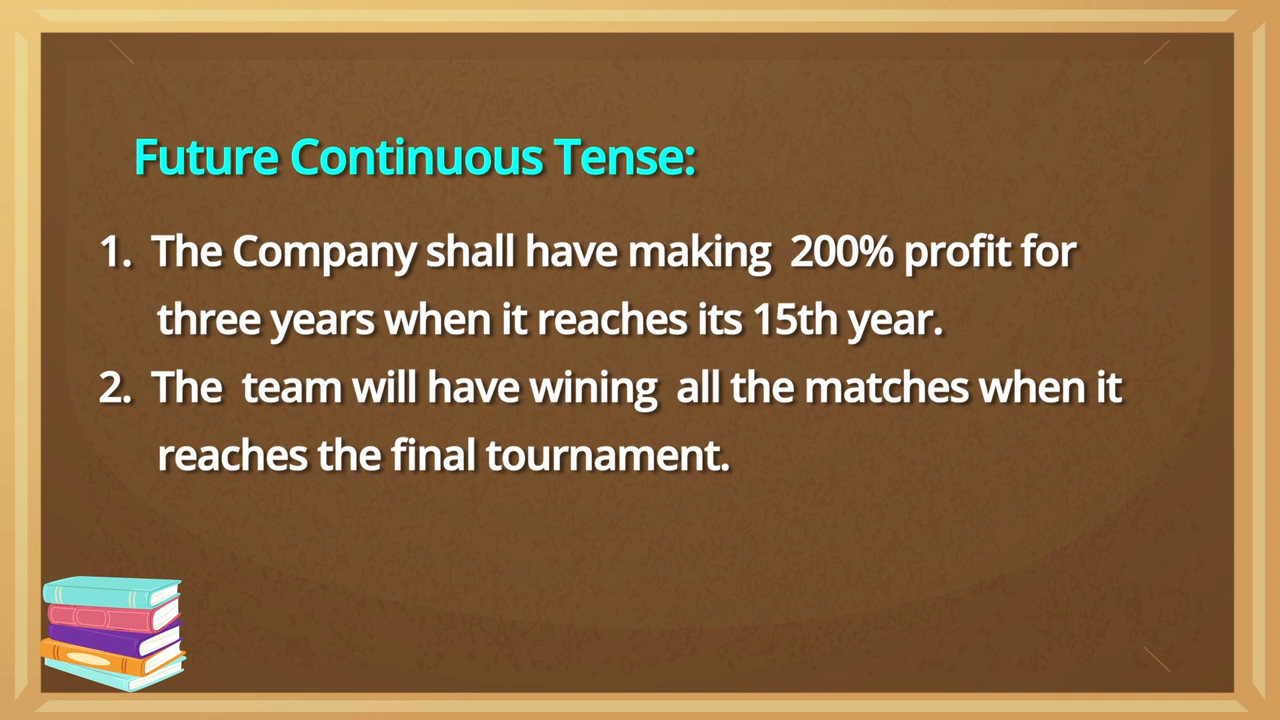 Future Continuous Tense:
1. The Company shall have making 200% profit for
three years when it reaches its 15th year.
2. The team will have wining all the matches when it
reaches the final tournament.